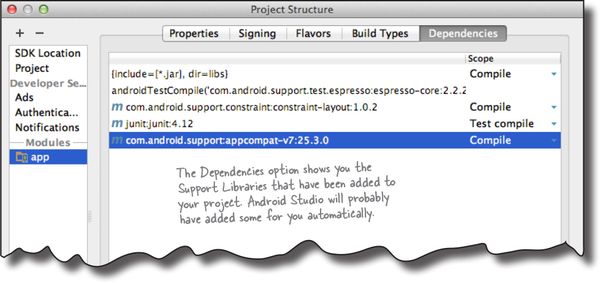 Project Structure
+ −
SDK Location
Project
Developer Se...
Ads
Authentica...
Notifications
Modules
app
Properties Signing Flavors Build Types Dependencies
Scope
{include=[*.jar], dir=libs} Compile
androidTestCompile('com.android.support.test.espresso:espresso-core:2.2.2
m com.android.support.constraint:constraint-layout:1.0.2 Compile
m junit:junit:4.12 Test compile
m com.android.support:appcompat-v7:25.3.0 Compile
The Dependencies option shows you the
Support Libraries that have been added to
your project. Android Studio will probably
have added some for you automatically.